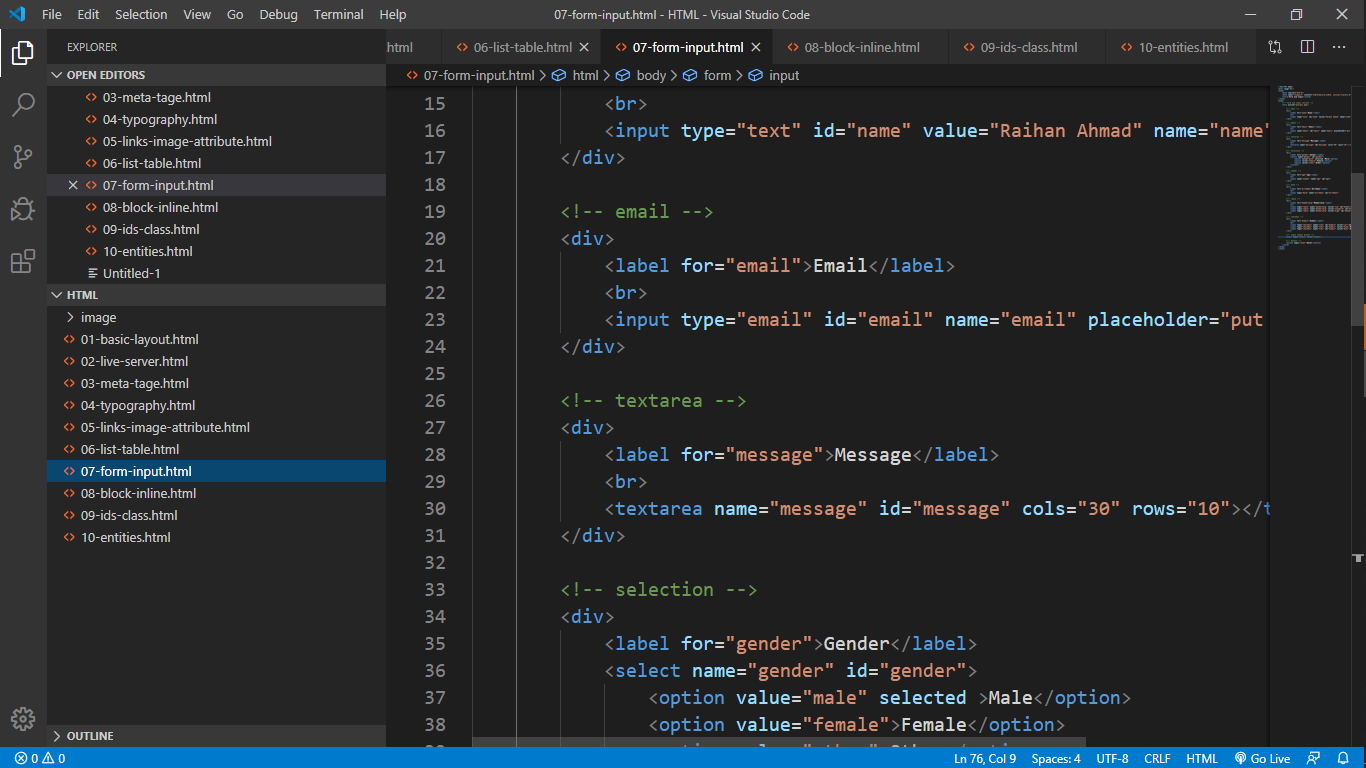 File Edit Selection View Go Debug Terminal Help 07-form-input.html - HTML - Visual Studio Code
EXPLORER
html 06-list-table.html 07-form-input.html 08-block-inline.html 09-ids-class.html 10-entities.html
07-form-input.html > html > body > form > input
OPEN EDITORS
03-meta-tage.html
04-typography.html
05-links-image-attribute.html
06-list-table.html
07-form-input.html
08-block-inline.html
09-ids-class.html
10-entities.html
Untitled-1
HTML
image
01-basic-layout.html
02-live-server.html
03-meta-tage.html
04-typography.html
05-links-image-attribute.html
06-list-table.html
07-form-input.html
08-block-inline.html
09-ids-class.html
10-entities.html
OUTLINE
15 <br>
16 <input type="text" id="name" value="Raihan Ahmad" name="name"
17 </div>
18
19 <!-- email -->
20 <div>
21 <label for="email">Email</label>
22 <br>
23 <input type="email" id="email" name="email" placeholder="put
24 </div>
25
26 <!-- textarea -->
27 <div>
28 <label for="message">Message</label>
29 <br>
30 <textarea name="message" id="message" cols="30" rows="10"></t
31 </div>
32
33 <!-- selection -->
34 <div>
35 <label for="gender">Gender</label>
36 <select name="gender" id="gender">
37 <option value="male" selected >Male</option>
38 <option value="female">Female</option>
0 0 Ln 76, Col 9 Spaces: 4 UTF-8 CRLF HTML Go Live